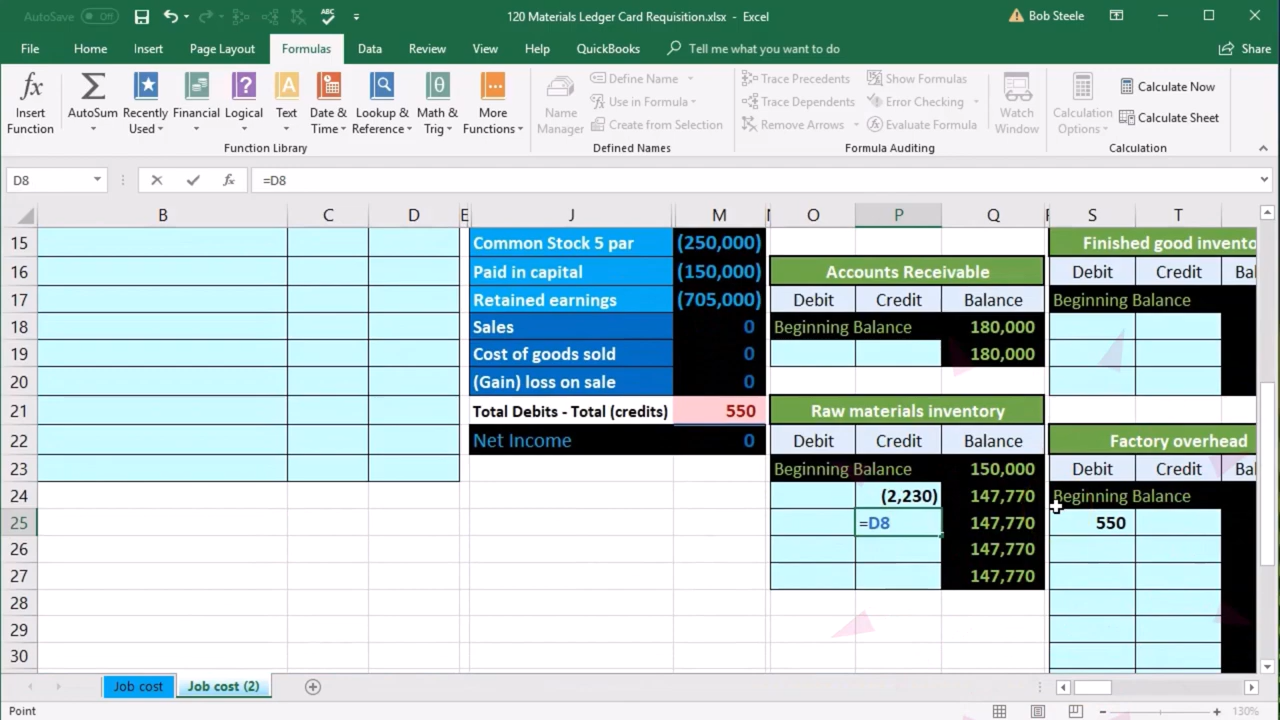 AutoSave Off 120 Materials Ledger Card Requisition.xlsx - Excel Bob Steele
File Home Insert Page Layout Formulas Data Review View Help QuickBooks Tell me what you want to do Share
fx Insert Function
AutoSum
Recently Used
Financial
Logical
Text
Date & Time
Lookup & Reference
Math & Trig
More Functions
Function Library
Name Manager
Define Name
Use in Formula
Create from Selection
Defined Names
Trace Precedents
Trace Dependents
Remove Arrows
Show Formulas
Error Checking
Evaluate Formula
Formula Auditing
Watch Window
Calculation Options
Calculate Now
Calculate Sheet
Calculation
D8 fx =D8
B C D E J M O P Q S T
15 Common Stock 5 par (250,000) Finished good invento
16 Paid in capital (150,000) Accounts Receivable Debit Credit Bal
17 Retained earnings (705,000) Debit Credit Balance Beginning Balance
18 Sales 0 Beginning Balance 180,000
19 Cost of goods sold 0 180,000
20 (Gain) loss on sale 0
21 Total Debits - Total (credits) 550 Raw materials inventory
22 Net Income 0 Debit Credit Balance Factory overhead
23 Beginning Balance 150,000 Debit Credit Bal
24 (2,230) 147,770 Beginning Balance
25 =D8 147,770 550
26 147,770
27 147,770
28
29
30
Job cost Job cost (2)
Point 130%